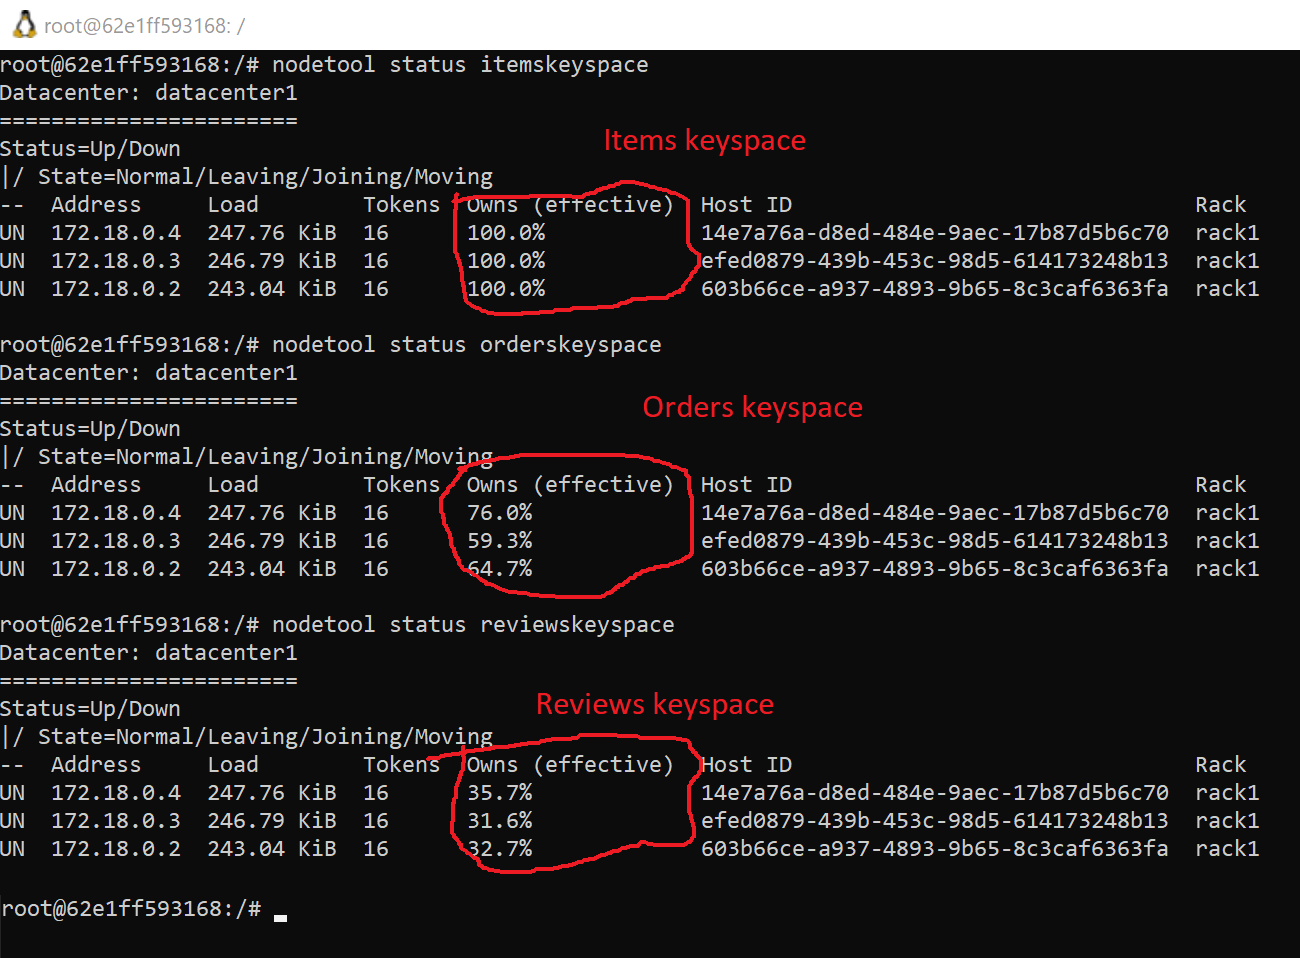 root@62e1ff593168: /
root@62e1ff593168:/# nodetool status itemskeyspace
Datacenter: datacenter1
=======================
Items keyspace
Status=Up/Down
|/ State=Normal/Leaving/Joining/Moving
--  Address     Load       Tokens  Owns (effective)  Host ID                               Rack
UN  172.18.0.4  247.76 KiB  16      100.0%            14e7a76a-d8ed-484e-9aec-17b87d5b6c70  rack1
UN  172.18.0.3  246.79 KiB  16      100.0%            efed0879-439b-453c-98d5-614173248b13  rack1
UN  172.18.0.2  243.04 KiB  16      100.0%            603b66ce-a937-4893-9b65-8c3caf6363fa  rack1
root@62e1ff593168:/# nodetool status orderskeyspace
Datacenter: datacenter1
=======================
Orders keyspace
Status=Up/Down
|/ State=Normal/Leaving/Joining/Moving
--  Address     Load       Tokens  Owns (effective)  Host ID                               Rack
UN  172.18.0.4  247.76 KiB  16      76.0%             14e7a76a-d8ed-484e-9aec-17b87d5b6c70  rack1
UN  172.18.0.3  246.79 KiB  16      59.3%             efed0879-439b-453c-98d5-614173248b13  rack1
UN  172.18.0.2  243.04 KiB  16      64.7%             603b66ce-a937-4893-9b65-8c3caf6363fa  rack1
root@62e1ff593168:/# nodetool status reviewskeyspace
Datacenter: datacenter1
=======================
Reviews keyspace
Status=Up/Down
|/ State=Normal/Leaving/Joining/Moving
--  Address     Load       Tokens  Owns (effective)  Host ID                               Rack
UN  172.18.0.4  247.76 KiB  16      35.7%             14e7a76a-d8ed-484e-9aec-17b87d5b6c70  rack1
UN  172.18.0.3  246.79 KiB  16      31.6%             efed0879-439b-453c-98d5-614173248b13  rack1
UN  172.18.0.2  243.04 KiB  16      32.7%             603b66ce-a937-4893-9b65-8c3caf6363fa  rack1
root@62e1ff593168:/#